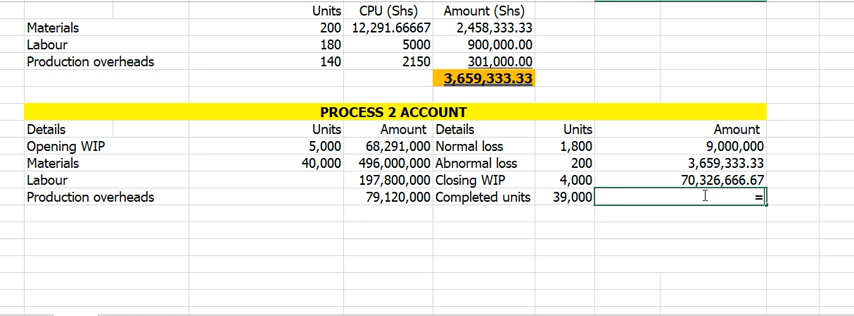 Units CPU (Shs) Amount (Shs)
Materials 200 12,291.66667 2,458,333.33
Labour 180 5000 900,000.00
Production overheads 140 2150 301,000.00
3,659,333.33
PROCESS 2 ACCOUNT
Details Units Amount Details Units Amount
Opening WIP 5,000 68,291,000 Normal loss 1,800 9,000,000
Materials 40,000 496,000,000 Abnormal loss 200 3,659,333.33
Labour 197,800,000 Closing WIP 4,000 70,326,666.67
Production overheads 79,120,000 Completed units 39,000 =